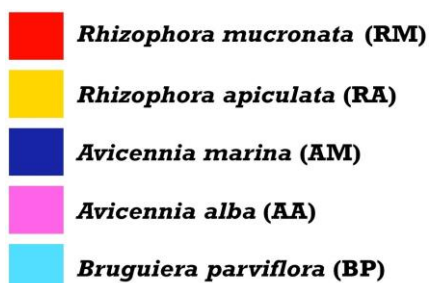 Rhizophora mucronata (RM)
Rhizophora apiculata (RA)
Avicennia marina (AM)
Avicennia alba (AA)
Bruguiera parviflora (BP)